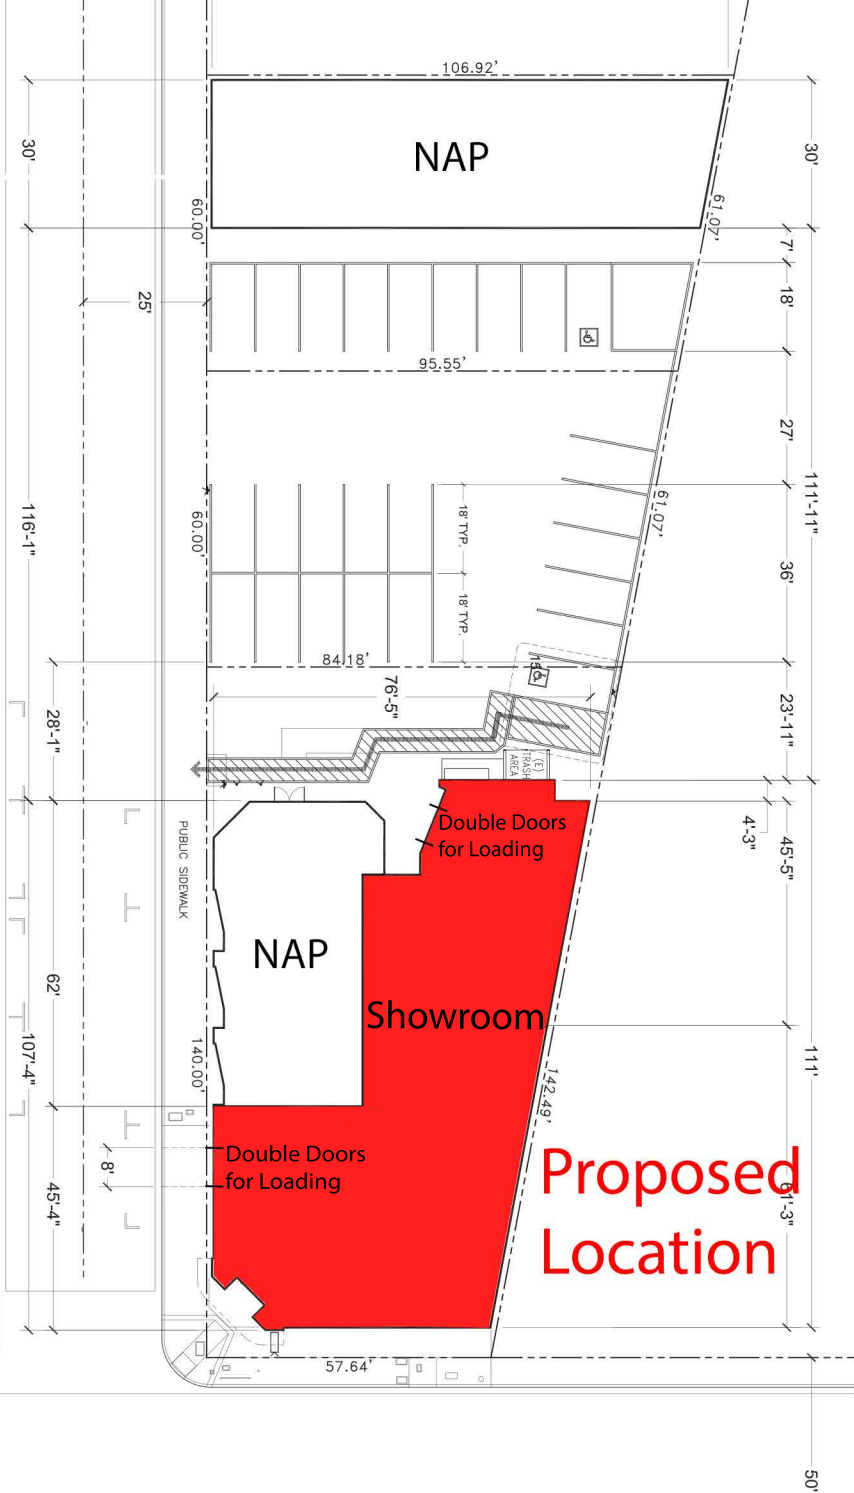 106.92'
30'
NAP
30'
60.00'
61.07'
7'
25'
18'
95.55'
27'
116'-1"
60.00'
18' TYP.
61.07'
111'-11"
36'
18' TYP.
84.18'
76'-5"
28'-1"
23'-11"
(E)
TRASH
AREA
Double Doors
for Loading
4'-3"
45'-5"
PUBLIC SIDEWALK
NAP
62'
Showroom
107'-4"
140.00'
111'
142.49'
Double Doors
for Loading
8'
45'-4"
Proposed
Location
61'-3"
57.64'
50'